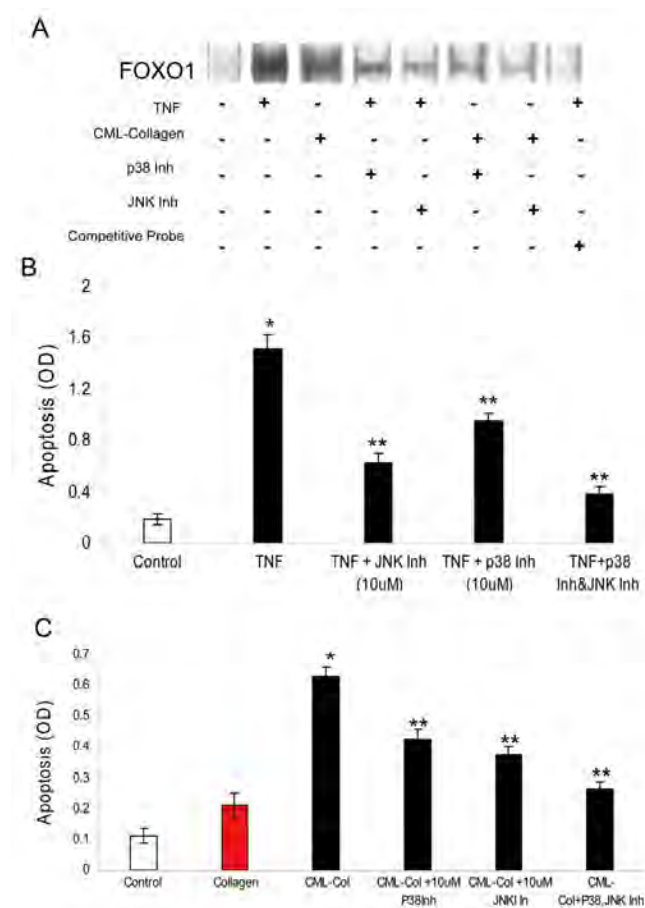 A
FOXO1
TNF - + - + + - - +
CML-Collagen - - + - - + + -
p38 Inh - - - + - + - -
JNK Inh - - - - + - + -
Competitive Probe - - - - - - - +
B
2
1.6
1.2
0.8
0.4
0
Apoptosis (OD)
*
**
**
**
Control TNF TNF + JNK Inh TNF + p38 Inh TNF+p38
(10uM) (10uM) Inh&JNK Inh
C
0.7
0.6
0.5
0.4
0.3
0.2
0.1
0
Apoptosis (OD)
*
**
**
**
Control Collagen CML-Col CML-Col +10uM CML-Col +10uM CML-
P38Inh JNKI In Col+P38,JNK Inh